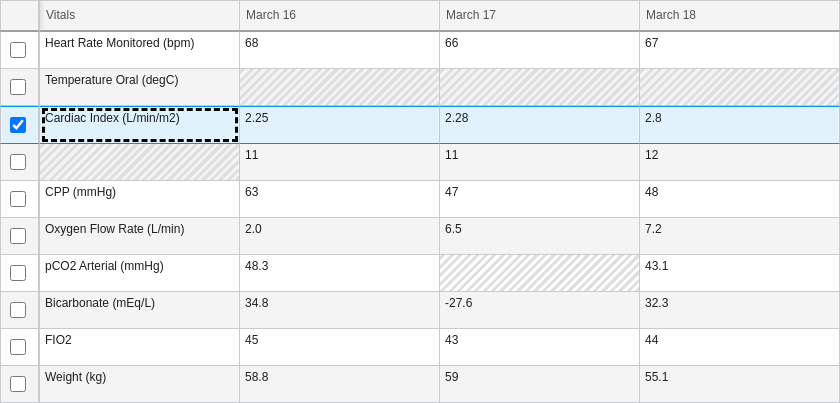 Vitals March 16 March 17 March 18
Heart Rate Monitored (bpm) 68 66 67
Temperature Oral (degC)
Cardiac Index (L/min/m2) 2.25 2.28 2.8
11 11 12
CPP (mmHg) 63 47 48
Oxygen Flow Rate (L/min) 2.0 6.5 7.2
pCO2 Arterial (mmHg) 48.3 43.1
Bicarbonate (mEq/L) 34.8 -27.6 32.3
FIO2 45 43 44
Weight (kg) 58.8 59 55.1